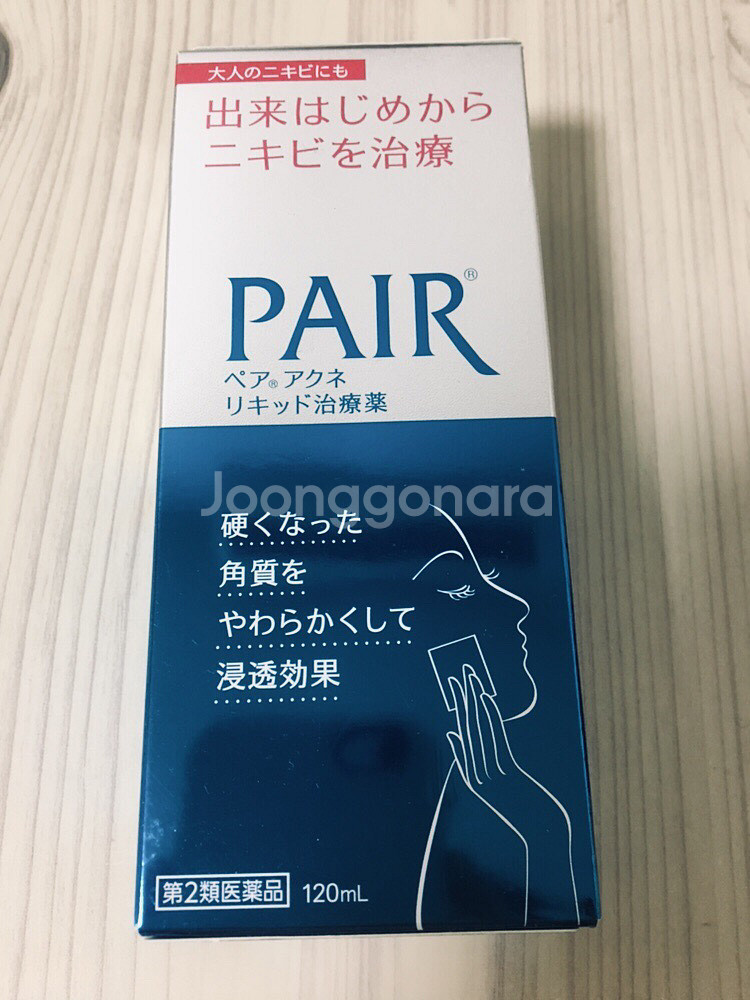 大人のニキビにも
出来はじめから
ニキビを治療
PAIR®
ペア®アクネ
リキッド治療薬
Joonggonara
硬くなった
角質を
やわらかくして
浸透効果
第2類医薬品 120mL